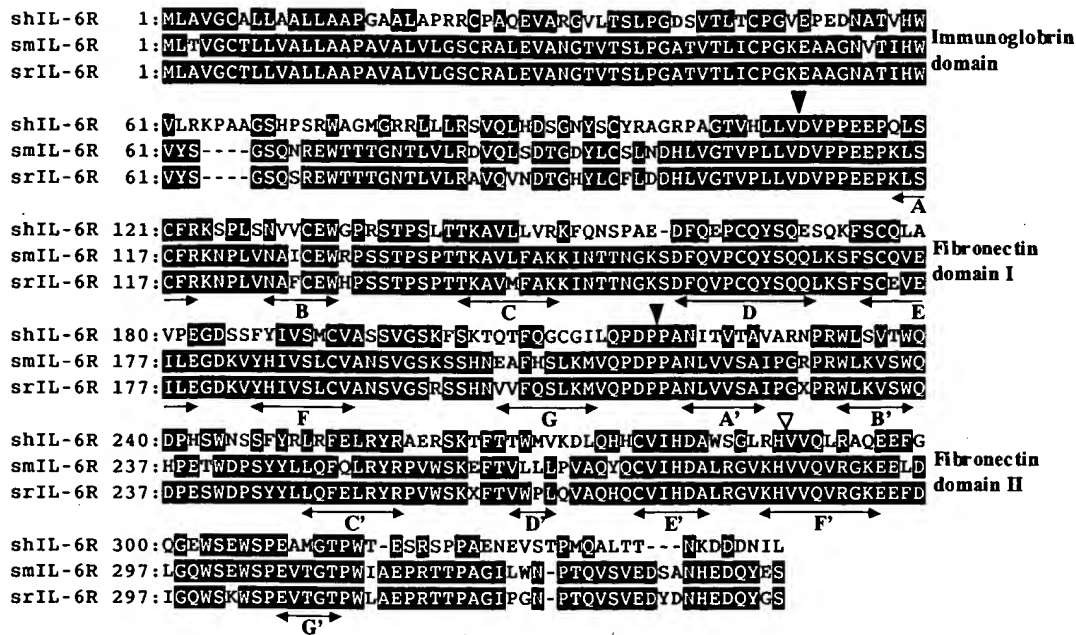 shIL-6R 1:MLAVGCALLAALLAAPGAALAPRRCPAQEVARGVLTSLPGDSVTLTCPGVEPEDNATVHW
smIL-6R 1:MLTVGCTLLVALLAAPAVALVLGSCRALEVANGTVTSLPGATVTLICPGKEAAGNVTIHW
srIL-6R 1:MLAVGCTLLVALLAAPAVALVLGSCRALEVANGTVTSLPGATVTLICPGKEAAGNATIHW
Immunoglobrin
domain
shIL-6R 61:VLRKPAAGSHPSRWAGMGRRLLLRSVQLHDSGNYSCYRAGRPAGTVHLLVDVPPEEPQLS
smIL-6R 61:VYS----GSQNREWTTTGNTLVLRDVQLSDTGDYLCSLNDHLVGTVPLLVDVPPEEPKLS
srIL-6R 61:VYS----GSQSREWTTTGNTLVLRAVQVNDTGHYLCFLDDHLVGTVPLLVDVPPEEPKLS
A
shIL-6R 121:CFRKSPLSNVVCEWGPRSTPSLTTKAVLLVRKFQNSPAE-DFQEPCQYSQESQKFSCQLA
smIL-6R 117:CFRKNPLVNAICEWRPSSTPSPTTKAVLFAKKINTTNGKSDFQVPCQYSQQLKSFSCQVE
srIL-6R 117:CFRKNPLVNAFCEWHPSSTPSPTTKAVMFAKKINTTNGKSDFQVPCQYSQQLKSFSCEVE
Fibronectin
domain I
B C D E
shIL-6R 180:VPEGDSSFYIVSMCVASSVGSKFSKTQTFQGCGILQPDPPANITVTAVARNPRWLSVTWQ
smIL-6R 177:ILEGDKVYHIVSLCVANSVGSKSSHNEAFHSLKMVQPDPPANLVVSAIPGRPRWLKVSWQ
srIL-6R 177:ILEGDKVYHIVSLCVANSVGSRSSHNVVFQSLKMVQPDPPANLVVSAIPGXPRWLKVSWQ
F G A' B'
shIL-6R 240:DPHSWNSSFYRLRFELRYRAERSKTFTTWMVKDLQHHCVIHDAWSGLRHVVQLRAQEEFG
smIL-6R 237:HPETWDPSYYLLQFQLRYRPVWSKEFTVLLLPVAQYQCVIHDALRGVKHVVQVRGKEELD
srIL-6R 237:DPESWDPSYYLLQFELRYRPVWSKXFTVWPLQVAQHQCVIHDALRGVKHVVQVRGKEEFD
Fibronectin
domain II
C' D' E' F'
shIL-6R 300:QGEWSEWSPEAMGTPWT-ESRSPPAENEVSTPMQALTT---NKDDDNIL
smIL-6R 297:LGQWSEWSPEVTGTPWIAEPRTTPAGILWN-PTQVSVEDSANHEDQYES
srIL-6R 297:IGQWSKWSPEVTGTPWLAEPRTTPAGIPGN-PTQVSVEDYDNHEDQYGS
G'